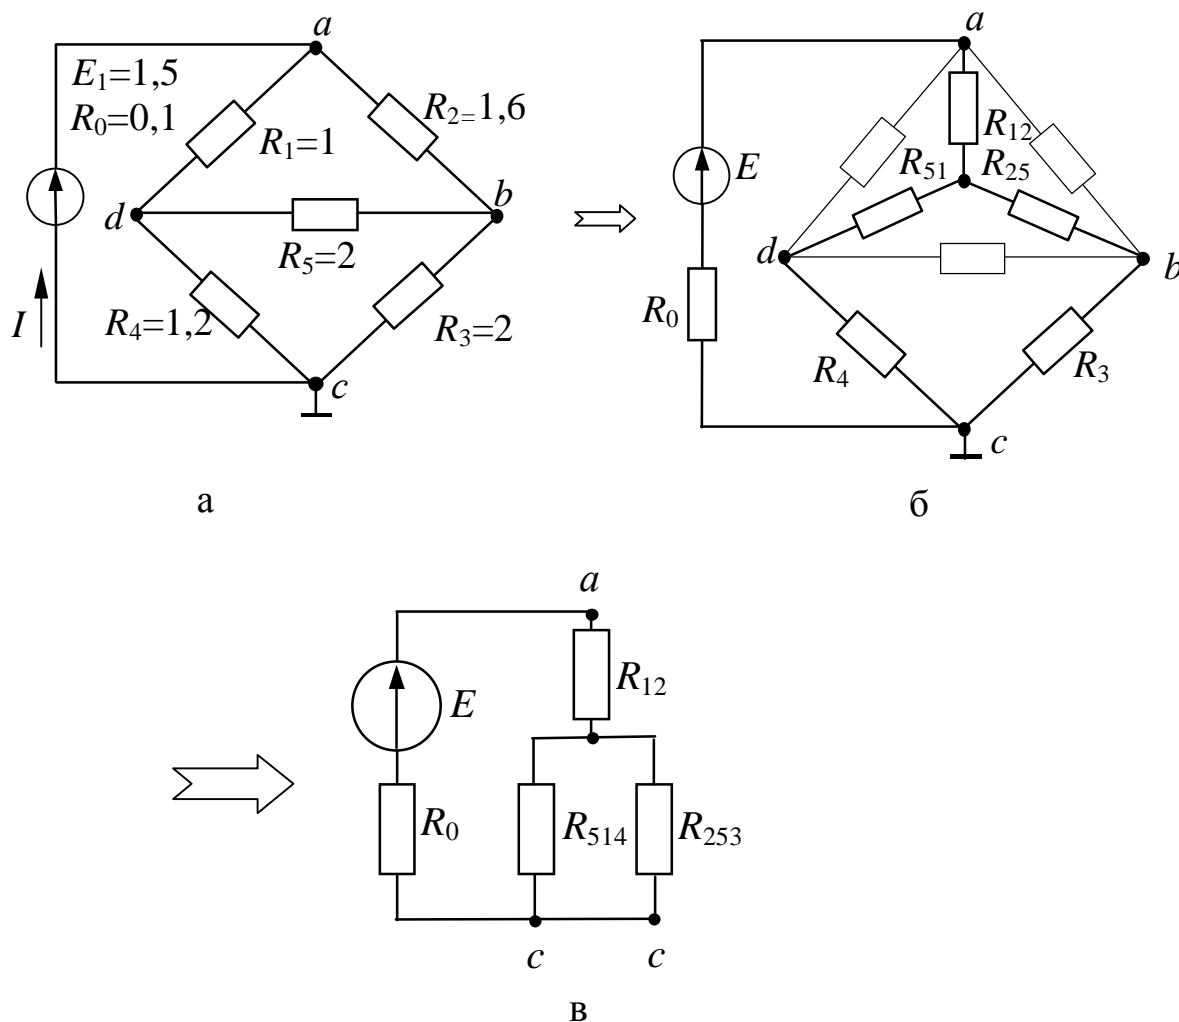 a
E1=1,5
R0=0,1
R2=1,6
R1=1
d
b
R5=2
I
R4=1,2
R3=2
c
а
a
E
R12
R51
R25
d
b
R0
R4
R3
c
б
a
R12
E
R0
R514
R253
c
c
в